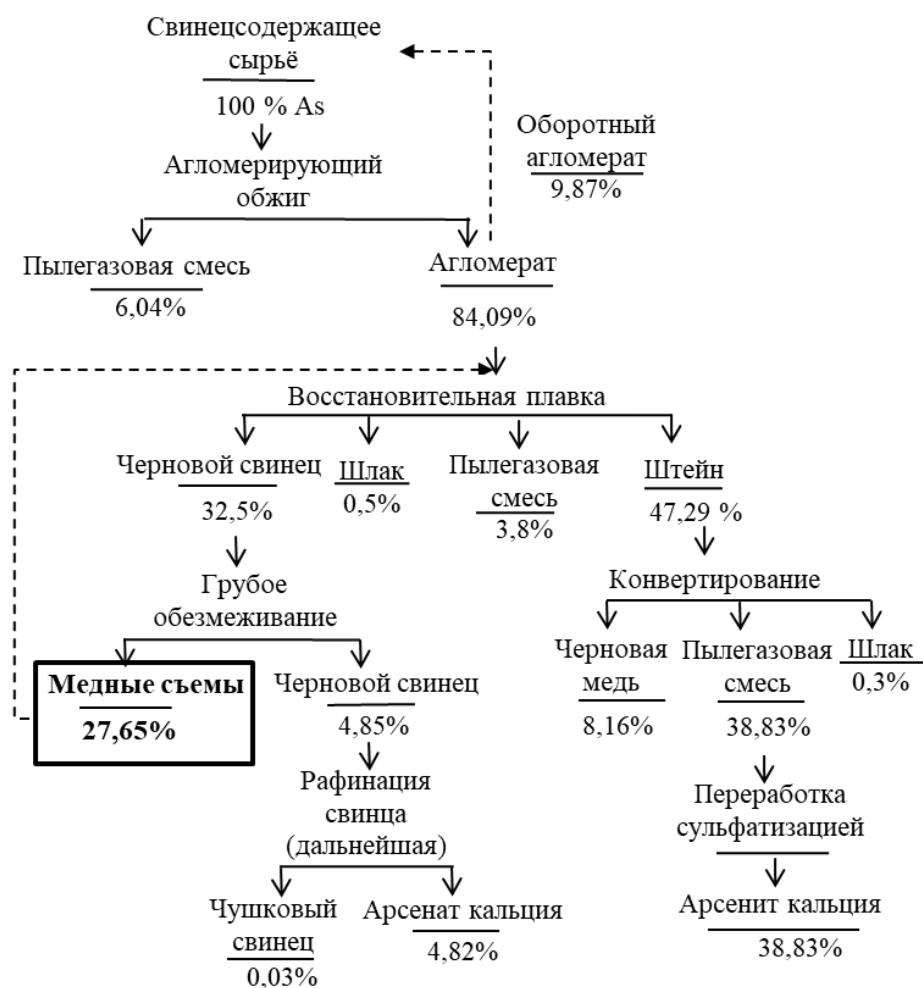 Свинецсодержащее
сырьё
100 % As
Оборотный
агломерат
9,87%
Агломерирующий
обжиг
Пылегазовая смесь
6,04%
Агломерат
84,09%
Восстановительная плавка
Черновой свинец
32,5%
Шлак
0,5%
Пылегазовая
смесь
3,8%
Штейн
47,29 %
Грубое
обезмеживание
Конвертирование
Медные съемы
27,65%
Черновой свинец
4,85%
Черновая
медь
8,16%
Пылегазовая
смесь
38,83%
Шлак
0,3%
Рафинация
свинца
(дальнейшая)
Переработка
сульфатизацией
Чушковый
свинец
0,03%
Арсенат кальция
4,82%
Арсенит кальция
38,83%